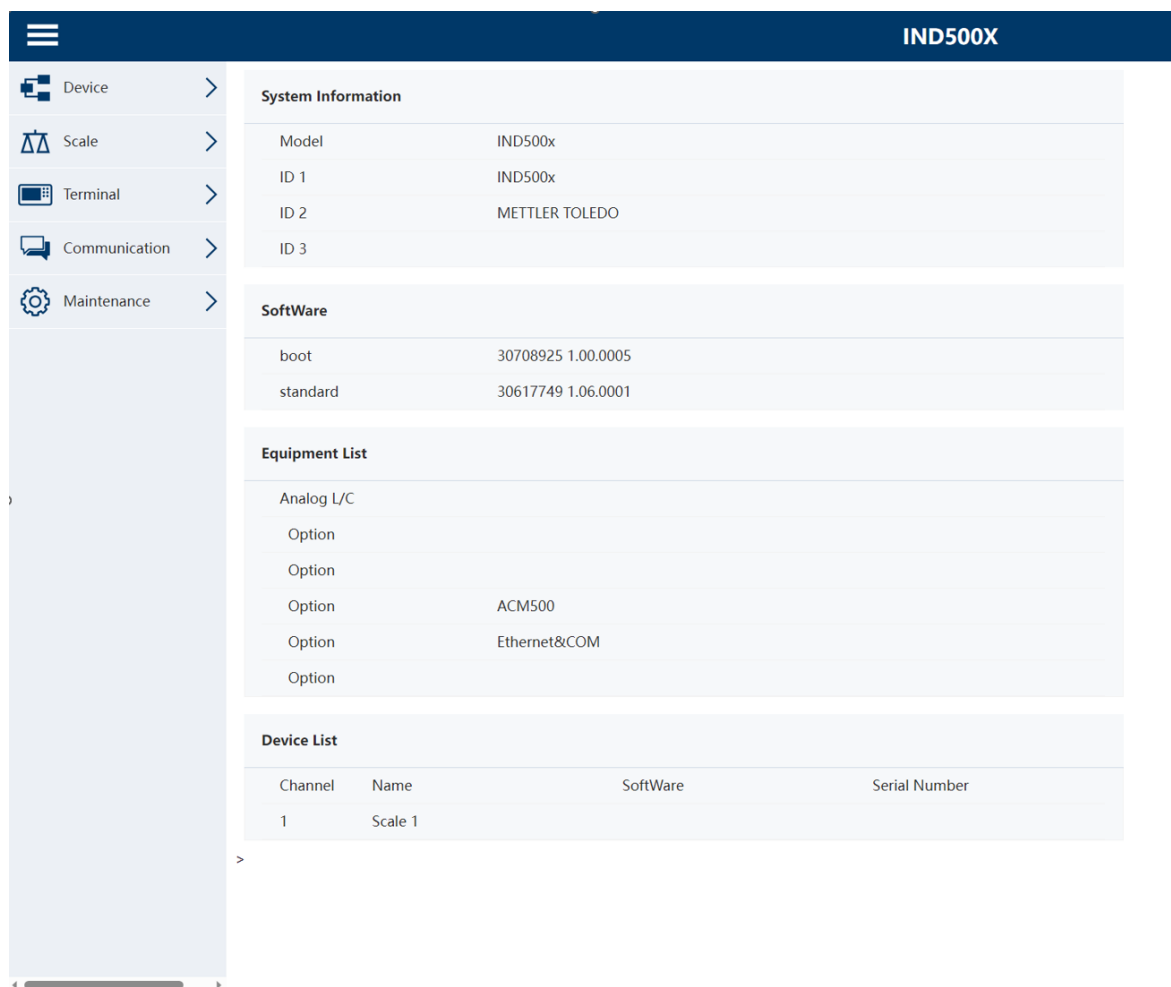 IND500X
Device
Scale
Terminal
Communication
Maintenance
System Information
Model IND500x
ID 1 IND500x
ID 2 METTLER TOLEDO
ID 3
SoftWare
boot 30708925 1.00.0005
standard 30617749 1.06.0001
Equipment List
Analog L/C
Option
Option
Option ACM500
Option Ethernet&COM
Option
Device List
Channel Name SoftWare Serial Number
1 Scale 1
>